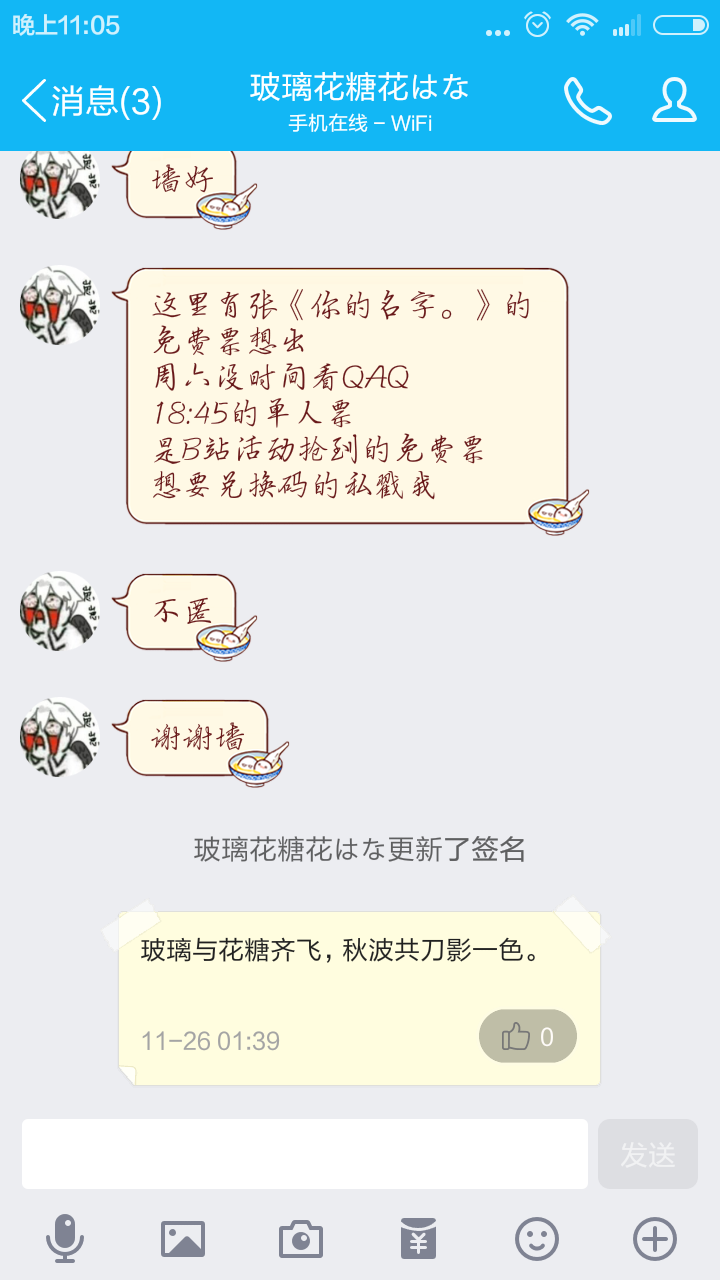 晚上11:05
消息(3)
玻璃花糖花はな
手机在线 – WiFi
墙好
这里有张《你的名字。》的
免费票想出
周六没时间看QAQ
18:45的单人票
是B站活动抢到的免费票
想要兑换码的私戳我
不匿
谢谢墙
玻璃花糖花はな更新了签名
玻璃与花糖齐飞，秋波共刀影一色。
11-26 01:39
0
发送